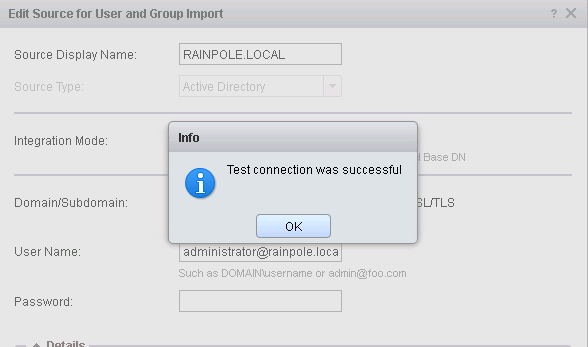 Edit Source for User and Group Import ?
Source Display Name: RAINPOLE.LOCAL
Source Type: Active Directory
Info
Integration Mode:
Base DN
Test connection was successful
Domain/Subdomain: SL/TLS
OK
User Name: administrator@rainpole.loca
Such as DOMAIN\username or admin@foo.com
Password:
Details